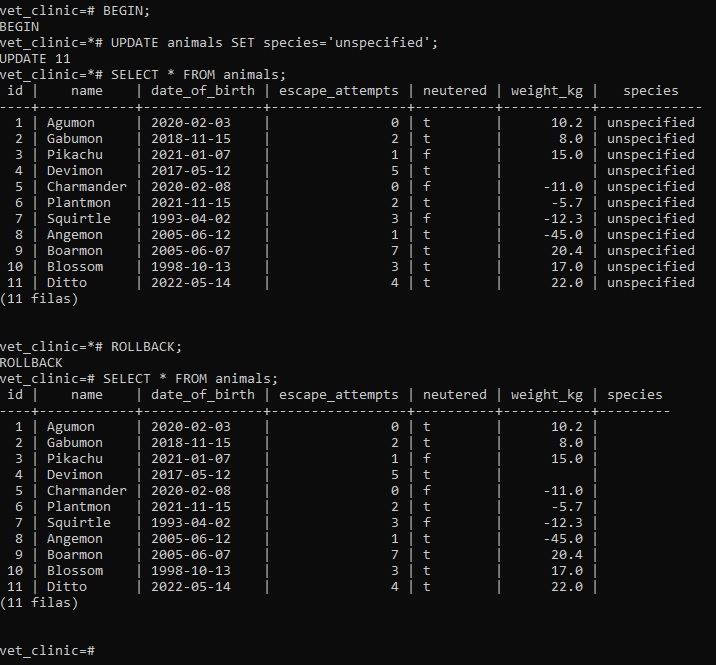 vet_clinic=# BEGIN;
BEGIN
vet_clinic=*# UPDATE animals SET species='unspecified';
UPDATE 11
vet_clinic=*# SELECT * FROM animals;
 id |    name    | date_of_birth | escape_attempts | neutered | weight_kg |   species
----+------------+---------------+-----------------+----------+-----------+-------------
  1 | Agumon     | 2020-02-03    |               0 | t        |      10.2 | unspecified
  2 | Gabumon    | 2018-11-15    |               2 | t        |       8.0 | unspecified
  3 | Pikachu    | 2021-01-07    |               1 | f        |      15.0 | unspecified
  4 | Devimon    | 2017-05-12    |               5 | t        |           | unspecified
  5 | Charmander | 2020-02-08    |               0 | f        |     -11.0 | unspecified
  6 | Plantmon   | 2021-11-15    |               2 | t        |      -5.7 | unspecified
  7 | Squirtle   | 1993-04-02    |               3 | f        |     -12.3 | unspecified
  8 | Angemon    | 2005-06-12    |               1 | t        |     -45.0 | unspecified
  9 | Boarmon    | 2005-06-07    |               7 | t        |      20.4 | unspecified
 10 | Blossom    | 1998-10-13    |               3 | t        |      17.0 | unspecified
 11 | Ditto      | 2022-05-14    |               4 | t        |      22.0 | unspecified
(11 filas)
vet_clinic=*# ROLLBACK;
ROLLBACK
vet_clinic=# SELECT * FROM animals;
 id |    name    | date_of_birth | escape_attempts | neutered | weight_kg | species
----+------------+---------------+-----------------+----------+-----------+---------
  1 | Agumon     | 2020-02-03    |               0 | t        |      10.2 |
  2 | Gabumon    | 2018-11-15    |               2 | t        |       8.0 |
  3 | Pikachu    | 2021-01-07    |               1 | f        |      15.0 |
  4 | Devimon    | 2017-05-12    |               5 | t        |           |
  5 | Charmander | 2020-02-08    |               0 | f        |     -11.0 |
  6 | Plantmon   | 2021-11-15    |               2 | t        |      -5.7 |
  7 | Squirtle   | 1993-04-02    |               3 | f        |     -12.3 |
  8 | Angemon    | 2005-06-12    |               1 | t        |     -45.0 |
  9 | Boarmon    | 2005-06-07    |               7 | t        |      20.4 |
 10 | Blossom    | 1998-10-13    |               3 | t        |      17.0 |
 11 | Ditto      | 2022-05-14    |               4 | t        |      22.0 |
(11 filas)
vet_clinic=#